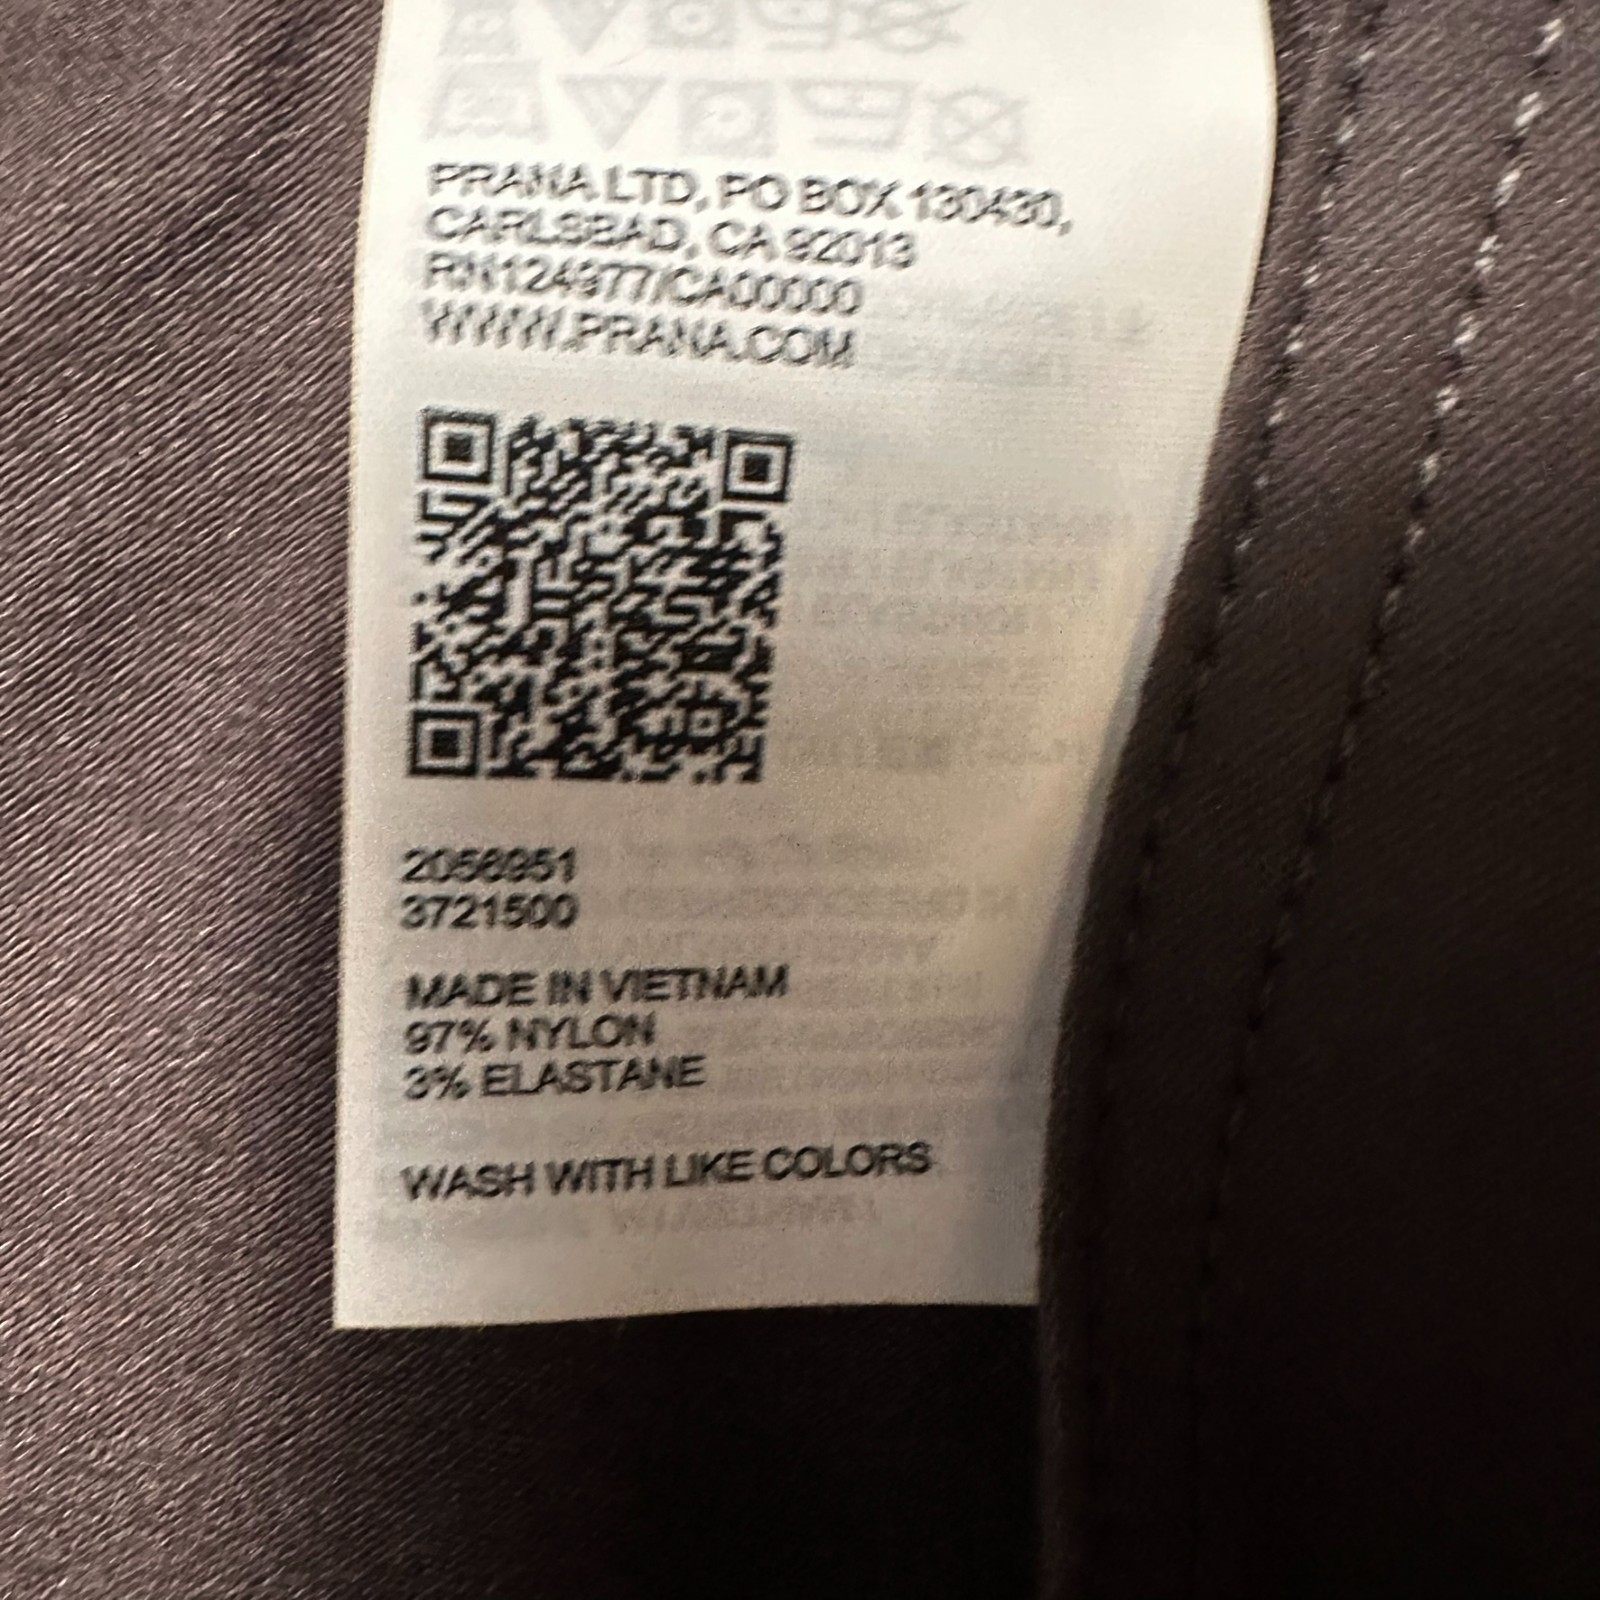 PRANA LTD, PO BOX 130430,
CARLSBAD, CA 92013
RN124977/CA00000
WWW.PRANA.COM
2056951
3721500
MADE IN VIETNAM
97% NYLON
3% ELASTANE
WASH WITH LIKE COLORS